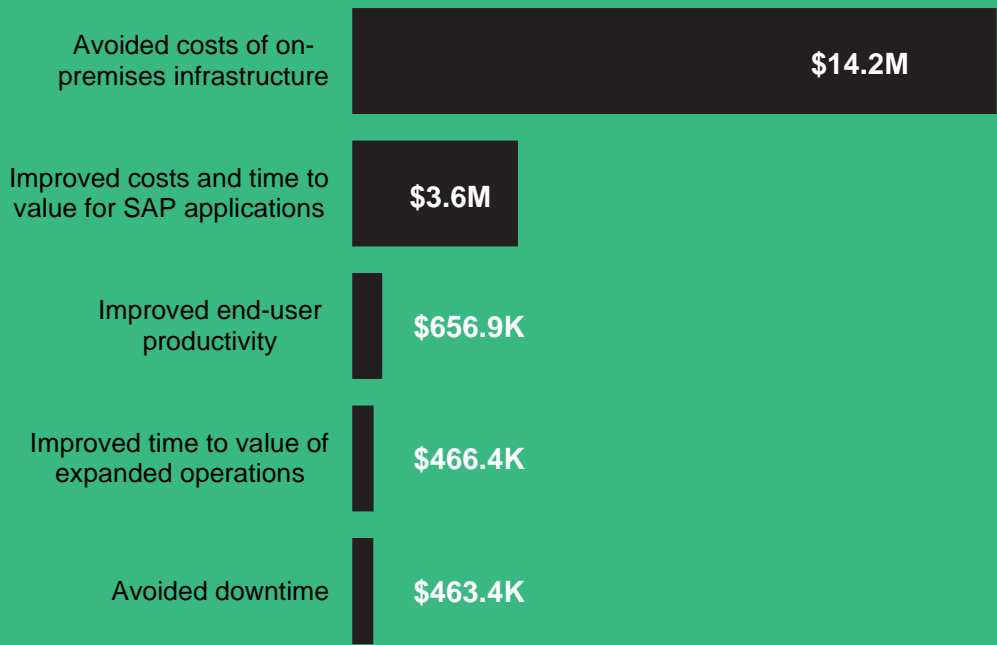 Avoided costs of on-
premises infrastructure
$14.2M
Improved costs and time to
value for SAP applications
$3.6M
Improved end-user
productivity
$656.9K
Improved time to value of
expanded operations
$466.4K
Avoided downtime
$463.4K